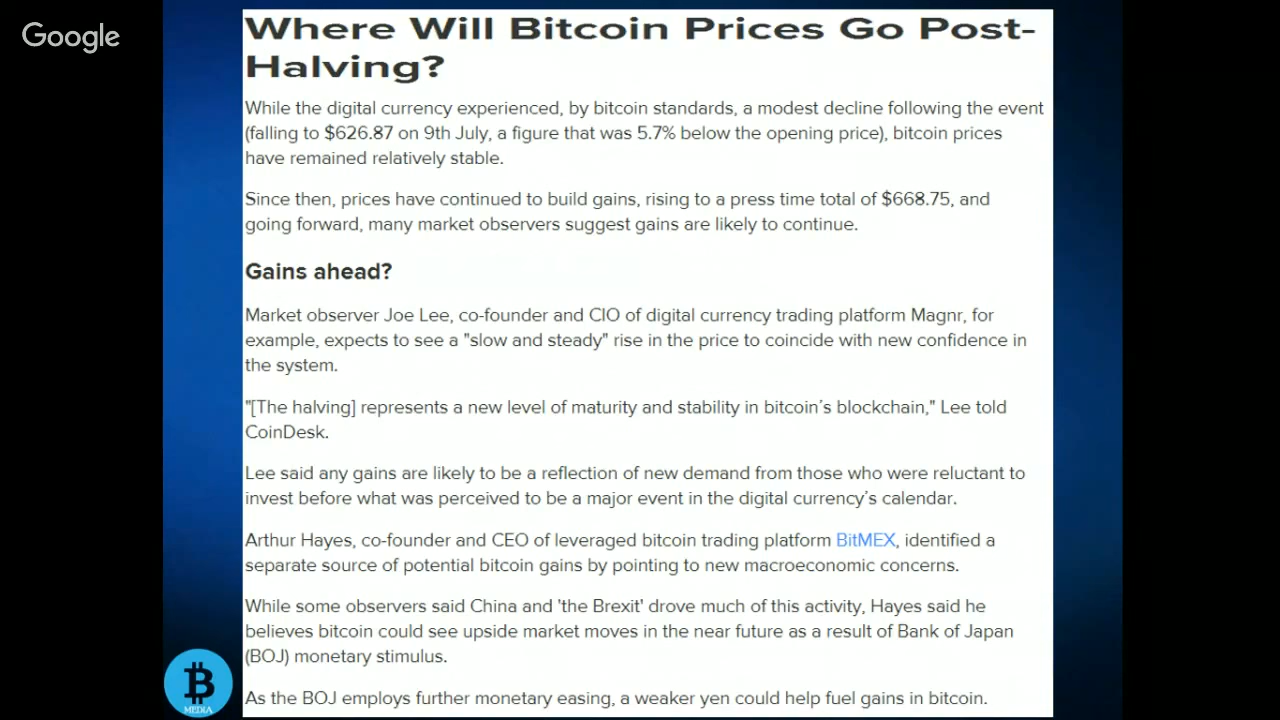 Google
Where Will Bitcoin Prices Go Post-
Halving?
While the digital currency experienced, by bitcoin standards, a modest decline following the event
(falling to $626.87 on 9th July, a figure that was 5.7% below the opening price), bitcoin prices
have remained relatively stable.
Since then, prices have continued to build gains, rising to a press time total of $668.75, and
going forward, many market observers suggest gains are likely to continue.
Gains ahead?
Market observer Joe Lee, co-founder and CIO of digital currency trading platform Magnr, for
example, expects to see a "slow and steady" rise in the price to coincide with new confidence in
the system.
"[The halving] represents a new level of maturity and stability in bitcoin’s blockchain," Lee told
CoinDesk.
Lee said any gains are likely to be a reflection of new demand from those who were reluctant to
invest before what was perceived to be a major event in the digital currency’s calendar.
Arthur Hayes, co-founder and CEO of leveraged bitcoin trading platform BitMEX, identified a
separate source of potential bitcoin gains by pointing to new macroeconomic concerns.
While some observers said China and 'the Brexit' drove much of this activity, Hayes said he
believes bitcoin could see upside market moves in the near future as a result of Bank of Japan
(BOJ) monetary stimulus.
As the BOJ employs further monetary easing, a weaker yen could help fuel gains in bitcoin.
MEDIA